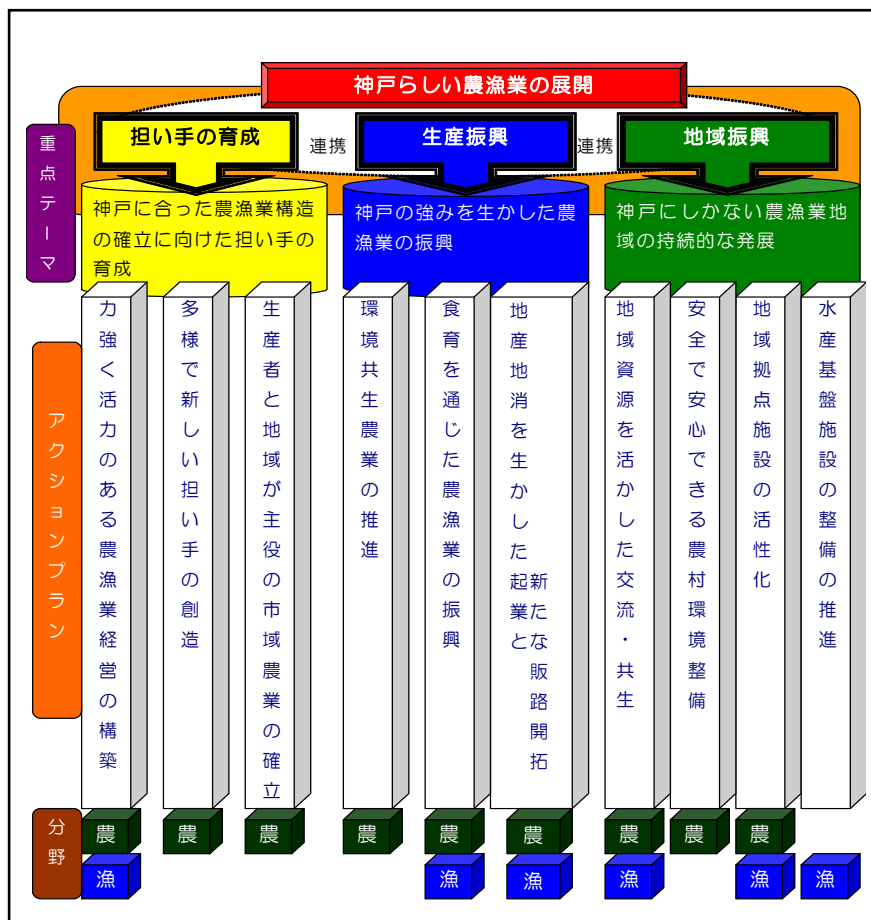 神戸らしい農漁業の展開
重点テーマ
担い手の育成
連携
生産振興
連携
地域振興
神戸に合った農漁業構造
の確立に向けた担い手の
育成
神戸の強みを生かした農
漁業の振興
神戸にしかない農漁業地
域の持続的な発展
アクションプラン
力強く活力のある農漁業経営の構築
多様で新しい担い手の創造
生産者と地域が主役の市域農業の確立
環境共生農業の推進
食育を通じた農漁業の振興
地産地消を生かした起業と
新たな販路開拓
地域資源を活かした交流・共生
安全で安心できる農村環境整備
地域拠点施設の活性化
水産基盤施設の整備の推進
分野
農
農
農
農
農
農
農
農
漁
漁
漁
漁
漁
漁